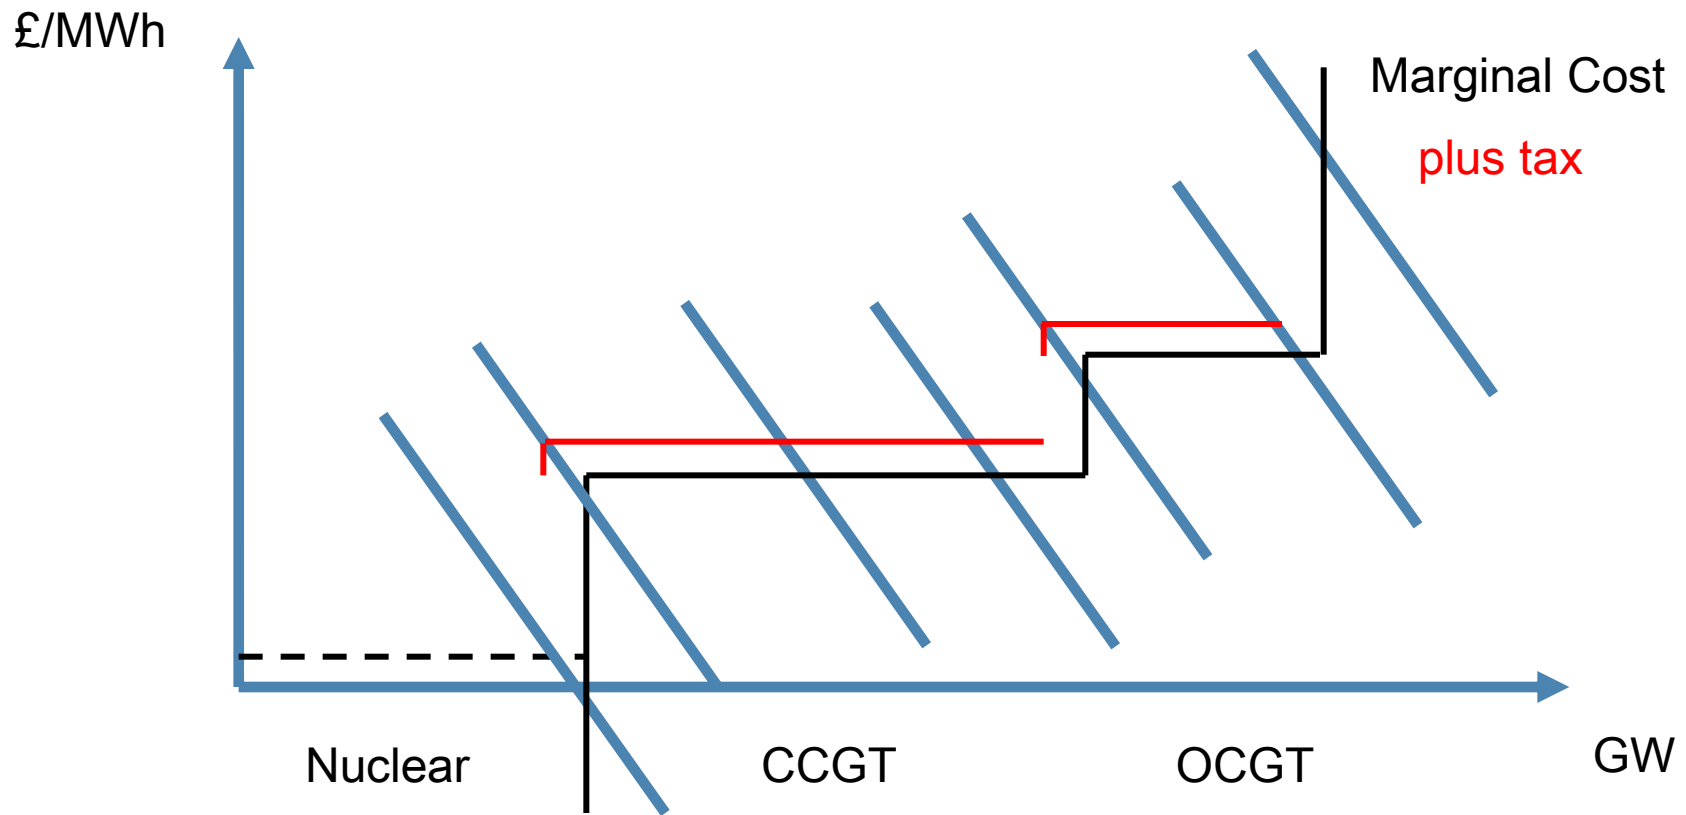 £/MWh
Marginal Cost
plus tax
Nuclear
CCGT
OCGT
GW